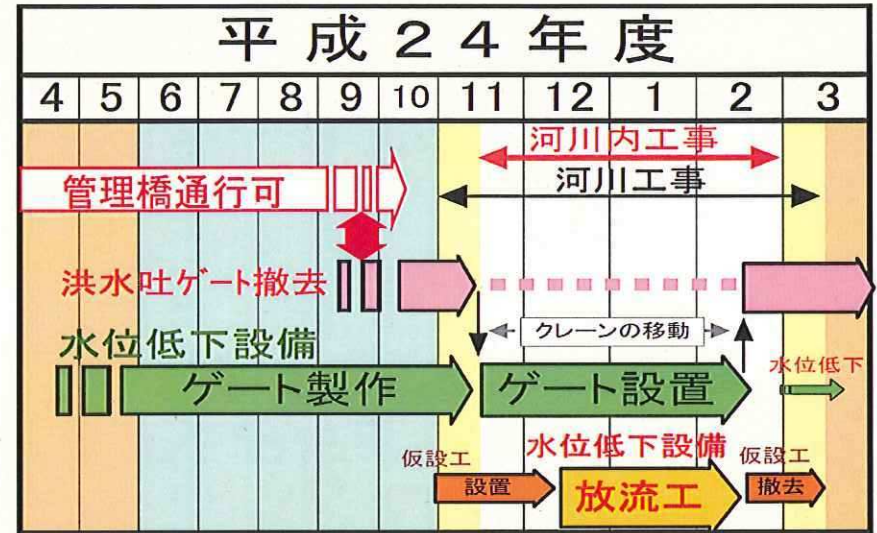 平成24年度
4 5 6 7 8 9 10 11 12 1 2 3
河川内工事
管理橋通行可
河川工事
洪水吐ゲート撤去
クレーンの移動
水位低下設備
水位低下
ゲート製作
ゲート設置
仮設工
水位低下設備
仮設工
設置
放流工
撤去